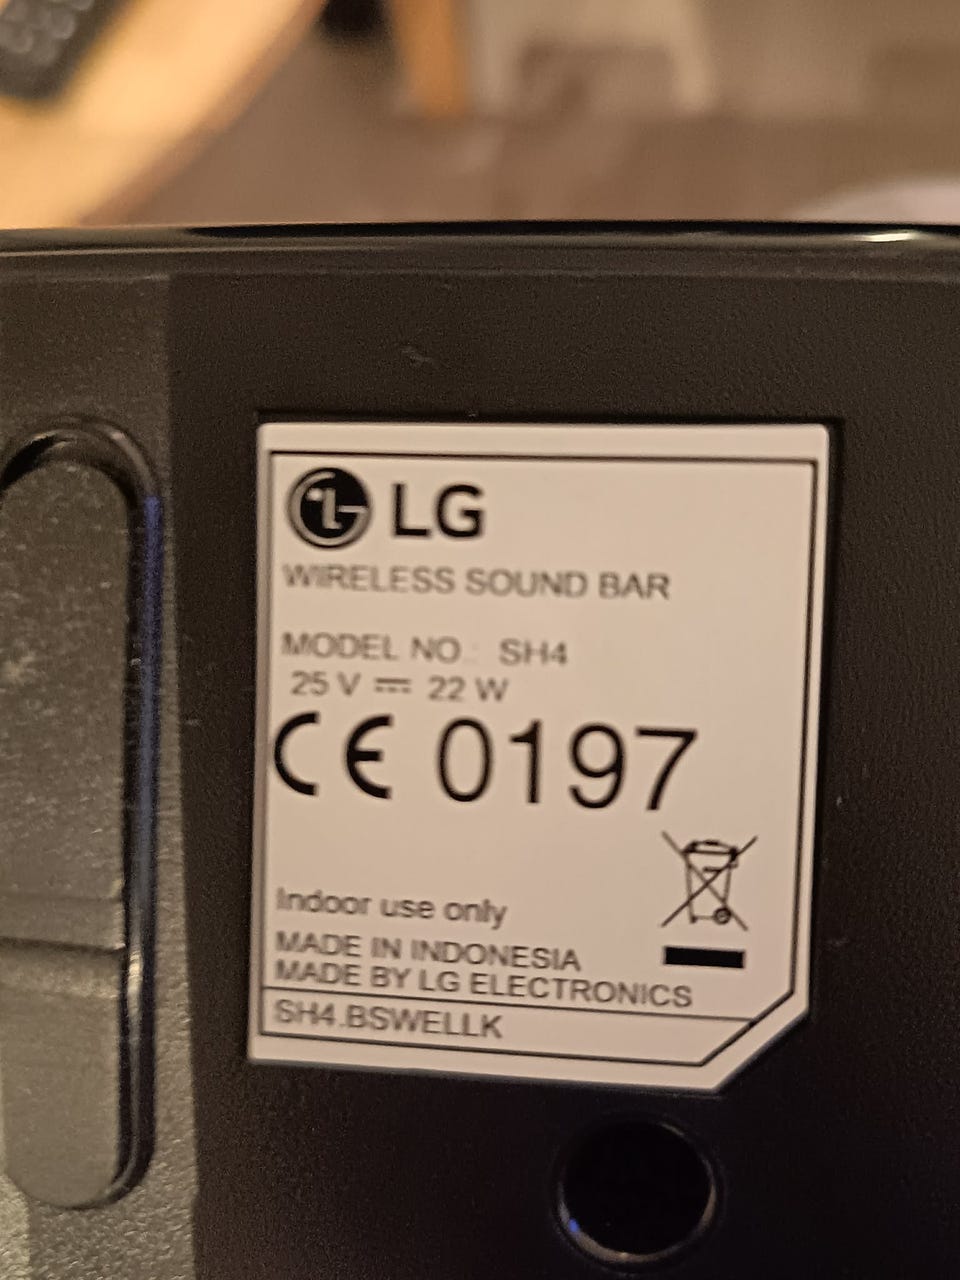 LG
WIRELESS SOUND BAR
MODEL NO.: SH4
25 V ⎓ 22 W
CE 0197
Indoor use only
MADE IN INDONESIA
MADE BY LG ELECTRONICS
SH4.BSWELLK